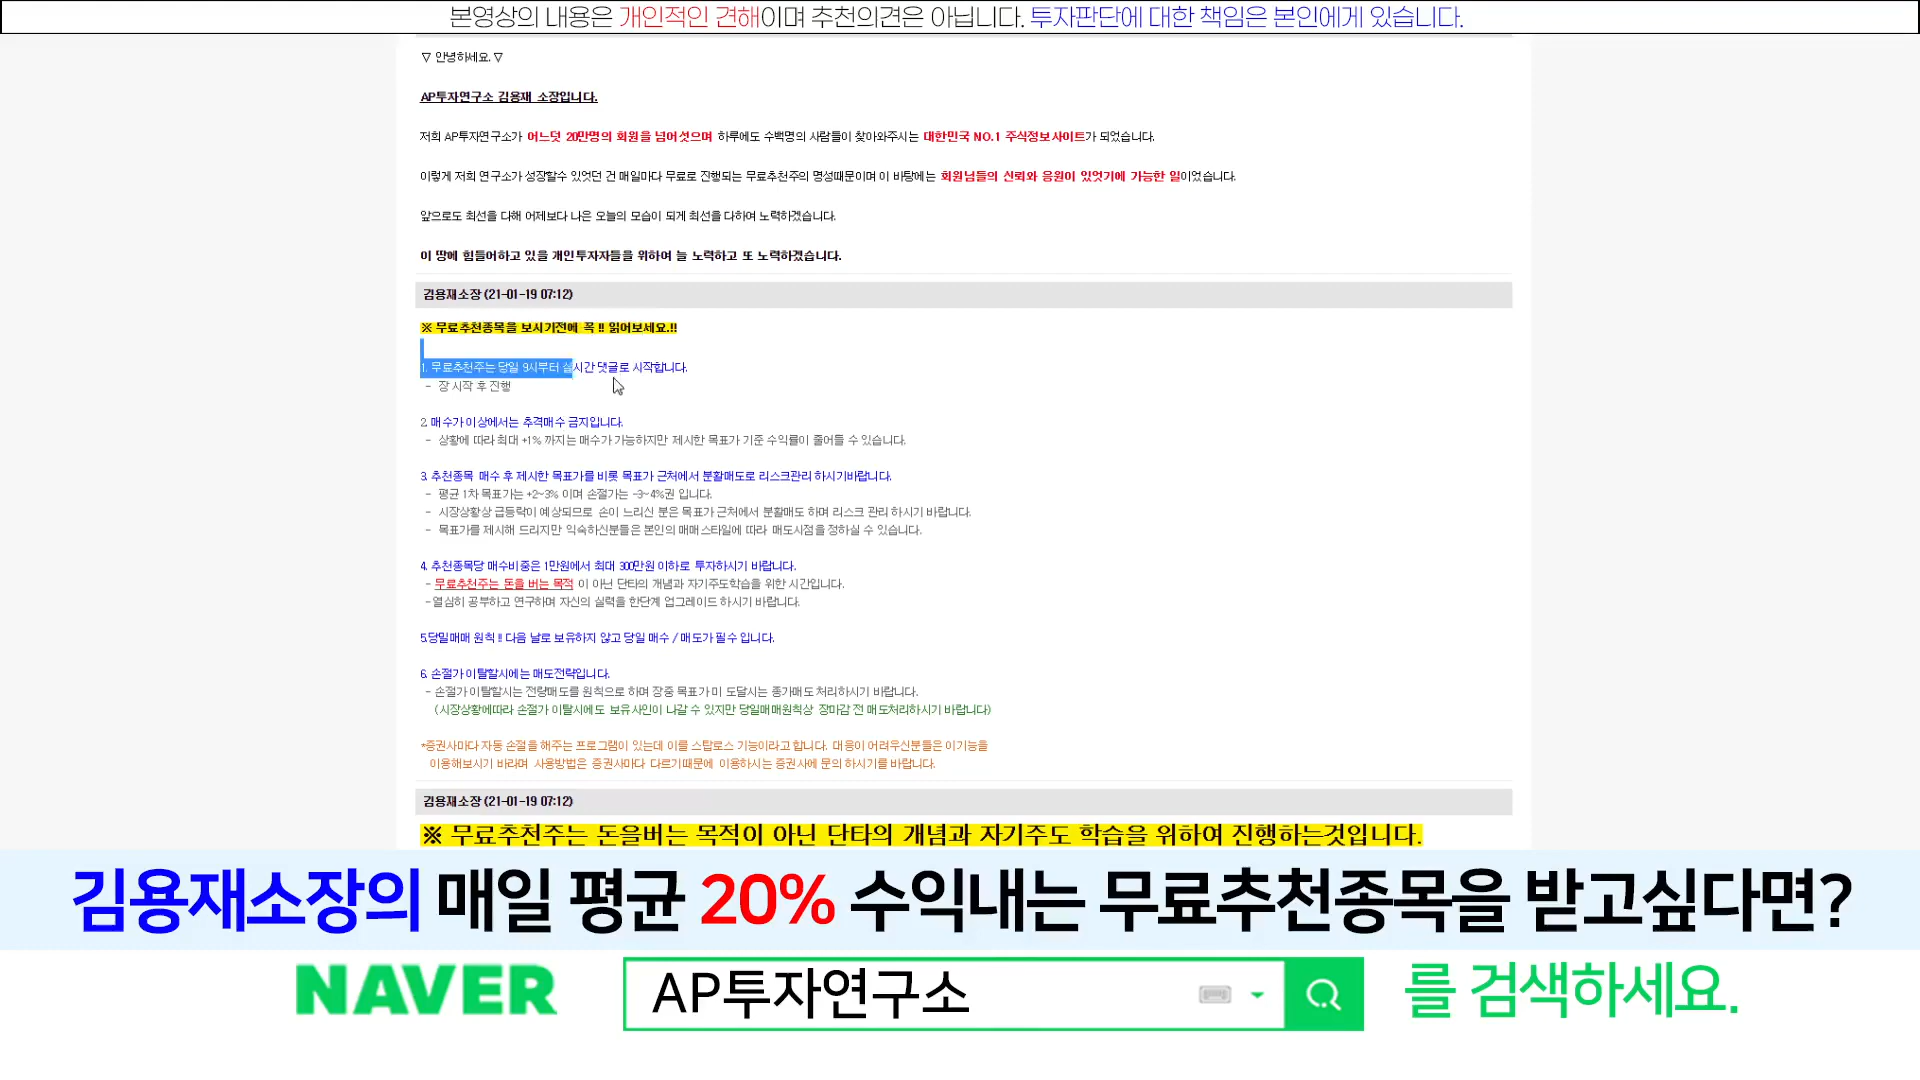 본영상의 내용은 개인적인 견해이며 추천의견은 아닙니다. 투자판단에 대한 책임은 본인에게 있습니다.
▽ 안녕하세요. ▽
AP투자연구소 김용재 소장입니다.
저희 AP투자연구소가 어느덧 20만명의 회원을 넘어섯으며 하루에도 수백명의 사람들이 찾아와주시는 대한민국 NO.1 주식정보사이트가 되었습니다.
이렇게 저희 연구소가 성장할수 있엇던 건 매일마다 무료로 진행되는 무료추천주의 명성때문이며 이 바탕에는 회원님들의 신뢰와 응원이 있엇기에 가능한 일이었습니다.
앞으로도 최선을 다해 어제보다 나은 오늘의 모습이 되게 최선을 다하여 노력하겠습니다.
이 땅에 힘들어하고 있을 개인투자자들을 위하여 늘 노력하고 또 노력하겠습니다.
김용재소장 (21-01-19 07:12)
※ 무료추천종목을 보시기전에 꼭 !! 읽어보세요.!!
1. 무료추천주는 당일 9시부터 실시간 댓글로 시작합니다.
- 장 시작 후 진행
2. 매수가 이상에서는 추격매수 금지입니다.
- 상황에 따라 최대 +1% 까지는 매수가 가능하지만 제시한 목표가 기준 수익률이 줄어들 수 있습니다.
3. 추천종목 매수 후 제시한 목표가를 비롯 목표가 근처에서 분활매도로 리스크관리 하시기바랍니다.
- 평균 1차 목표가는 +2~3% 이며 손절가는 -3~4%권 입니다.
- 시장상황상 급등락이 예상되므로 손이 느리신 분은 목표가 근처에서 분활매도 하며 리스크 관리 하시기 바랍니다.
- 목표가를 제시해 드리지만 익숙하신분들은 본인의 매매 스타일에 따라 매도시점을 정하실 수 있습니다.
4. 추천종목당 매수비중은 1만원에서 최대 300만원 이하로 투자하시기 바랍니다.
- 무료추천주는 돈을 버는 목적 이 아닌 단타의 개념과 자기주도학습을 위한 시간입니다.
- 열심히 공부하고 연구하며 자신의 실력을 한단계 업그레이드 하시기 바랍니다.
5.당밀매매 원칙 !! 다음 날로 보유하지 않고 당일 매수 / 매도가 필수 입니다.
6. 손절가 이탈할시에는 매도전략입니다.
- 손절가 이탈할시는 전량매도를 원칙으로 하며 장중 목표가 미 도달시는 종가매도 처리하시기 바랍니다.
(시장상황에따라 손절가 이탈시에도 보유사인이 나갈 수 있지만 당일매매원칙상 장마감 전 매도처리하시기 바랍니다)
*증권사마다 자동 손절을 해주는 프로그램이 있는데 이를 스탑로스 기능이라고 합니다. 대응이 어려우신분들은 이기능을
이용해보시기 바라며 사용방법은 증권사마다 다르기때문에 이용하시는 증권사에 문의 하시기를 바랍니다.
김용재소장 (21-01-19 07:12)
※ 무료추천주는 돈을버는 목적이 아닌 단타의 개념과 자기주도 학습을 위하여 진행하는것입니다.
김용재소장의 매일 평균 20% 수익내는 무료추천종목을 받고싶다면?
NAVER AP투자연구소 를 검색하세요.